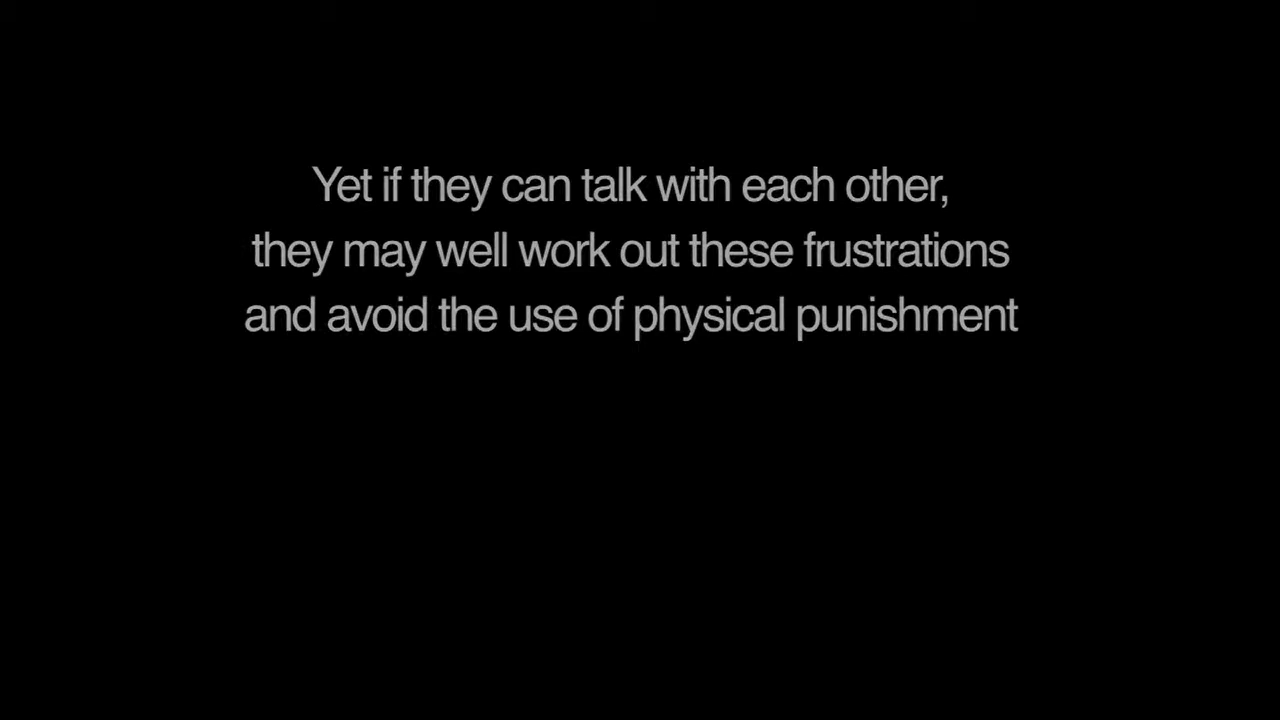 Yet if they can talk with each other,
they may well work out these frustrations
and avoid the use of physical punishment